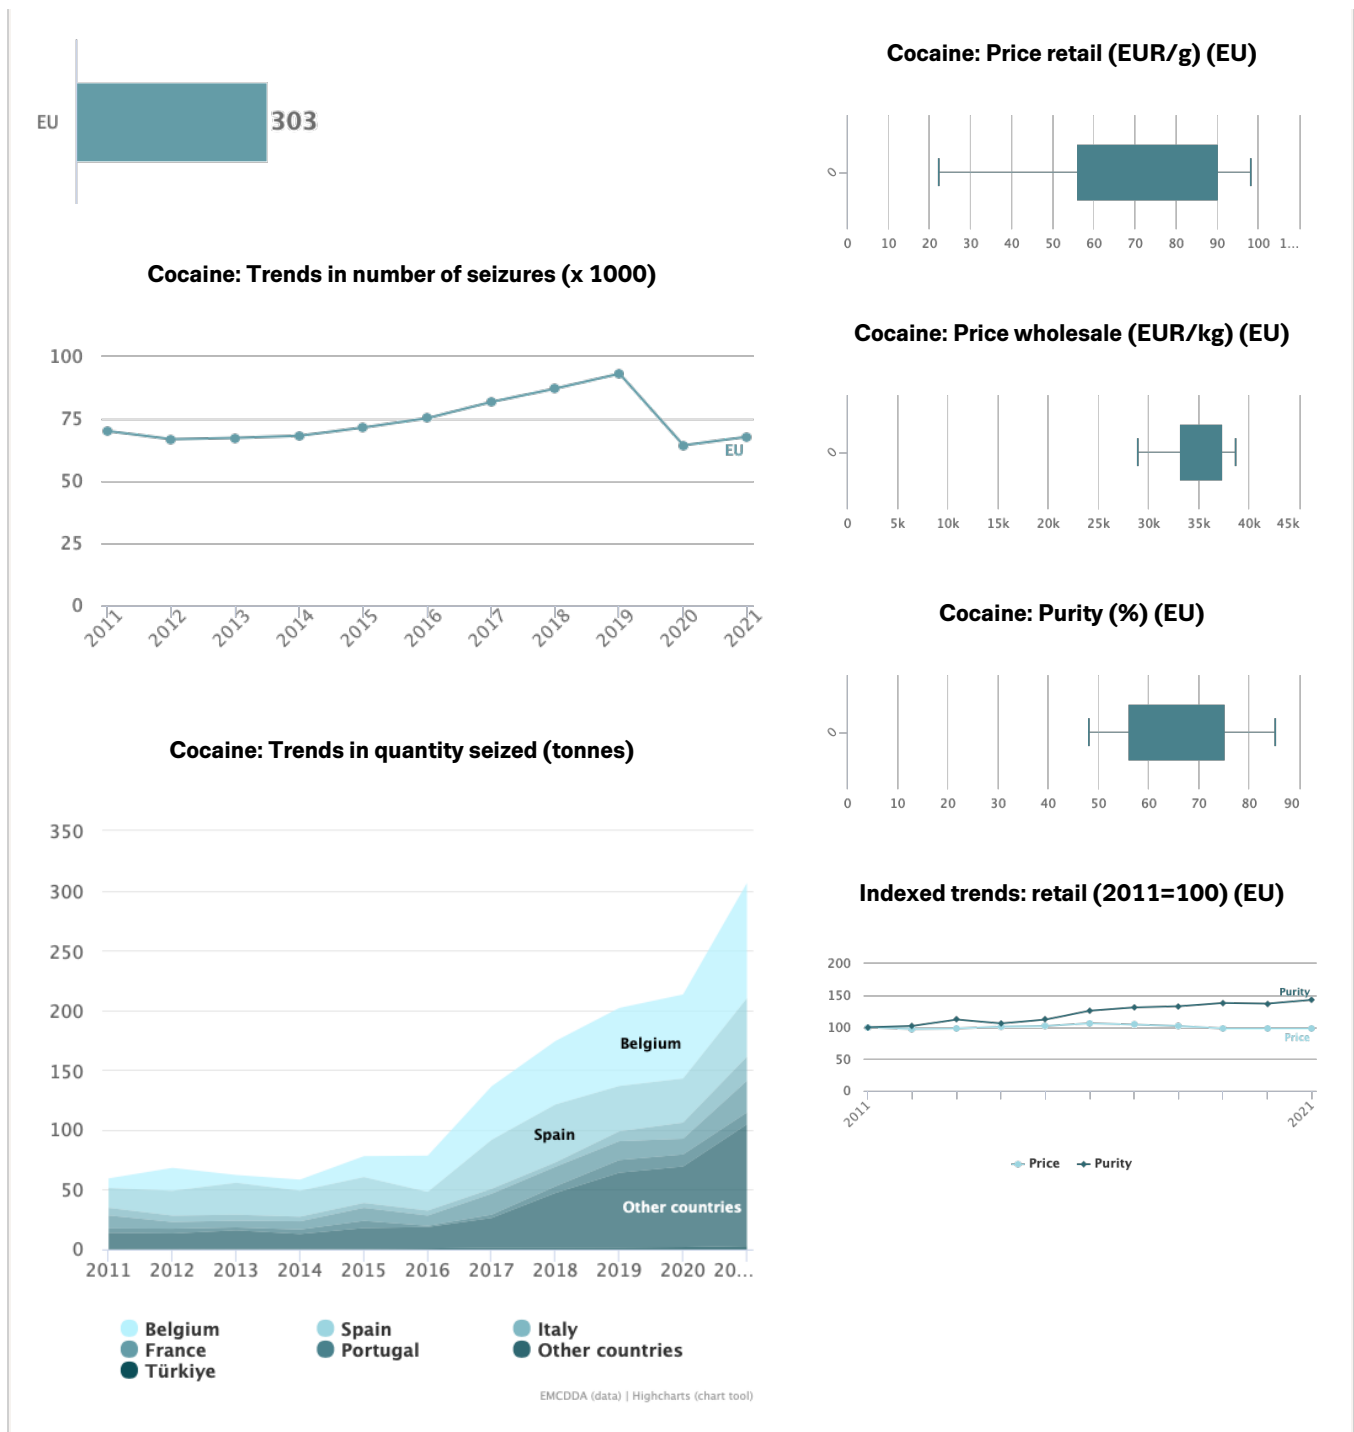 EU
303
Cocaine: Trends in number of seizures (x 1000)
100
75
50
25
0
EU
2011 2012 2013 2014 2015 2016 2017 2018 2019 2020 2021
Cocaine: Trends in quantity seized (tonnes)
350
300
250
200
150
100
50
0
Belgium
Spain
Other countries
2011 2012 2013 2014 2015 2016 2017 2018 2019 2020 20...
Belgium Spain Italy
France Portugal Other countries
Türkiye
EMCDDA (data) | Highcharts (chart tool)
Cocaine: Price retail (EUR/g) (EU)
0
0 10 20 30 40 50 60 70 80 90 100 1...
Cocaine: Price wholesale (EUR/kg) (EU)
0
0 5k 10k 15k 20k 25k 30k 35k 40k 45k
Cocaine: Purity (%) (EU)
0
0 10 20 30 40 50 60 70 80 90
Indexed trends: retail (2011=100) (EU)
200
150
100
50
0
Purity
Price
2011 2021
Price Purity